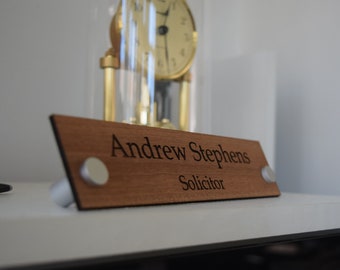 Andrew Stephens
Solicitor